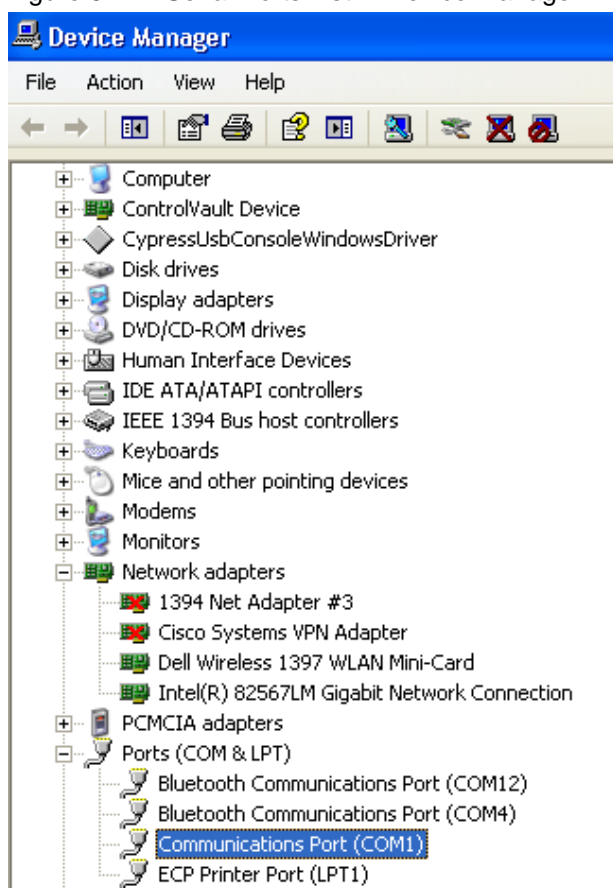 Device Manager
File Action View Help
Computer
ControlVault Device
CypressUsbConsoleWindowsDriver
Disk drives
Display adapters
DVD/CD-ROM drives
Human Interface Devices
IDE ATA/ATAPI controllers
IEEE 1394 Bus host controllers
Keyboards
Mice and other pointing devices
Modems
Monitors
Network adapters
1394 Net Adapter #3
Cisco Systems VPN Adapter
Dell Wireless 1397 WLAN Mini-Card
Intel(R) 82567LM Gigabit Network Connection
PCMCIA adapters
Ports (COM & LPT)
Bluetooth Communications Port (COM12)
Bluetooth Communications Port (COM4)
Communications Port (COM1)
ECP Printer Port (LPT1)